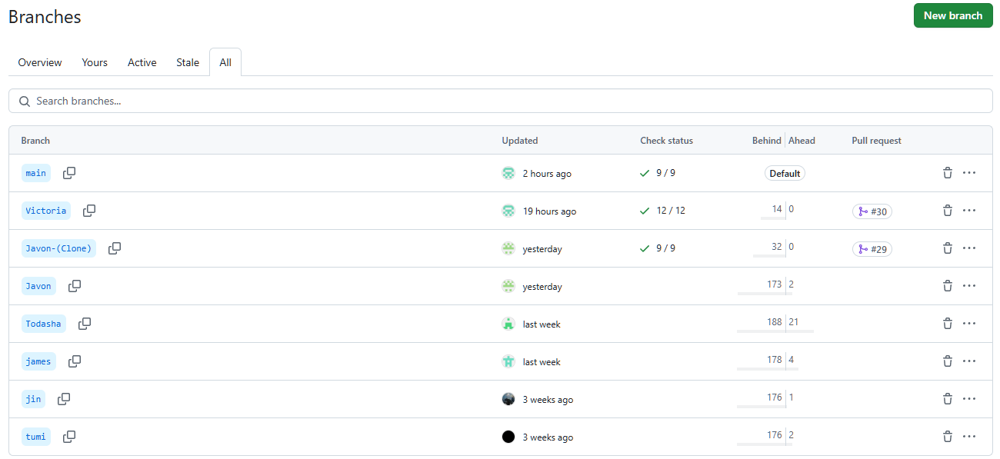 Branches
New branch
Overview Yours Active Stale All
Search branches...
Branch Updated Check status Behind Ahead Pull request
main 2 hours ago 9 / 9 Default
Victoria 19 hours ago 12 / 12 14 0 #30
Javon-(Clone) yesterday 9 / 9 32 0 #29
Javon yesterday 173 2
Todasha last week 188 21
james last week 178 4
jin 3 weeks ago 176 1
tumi 3 weeks ago 176 2